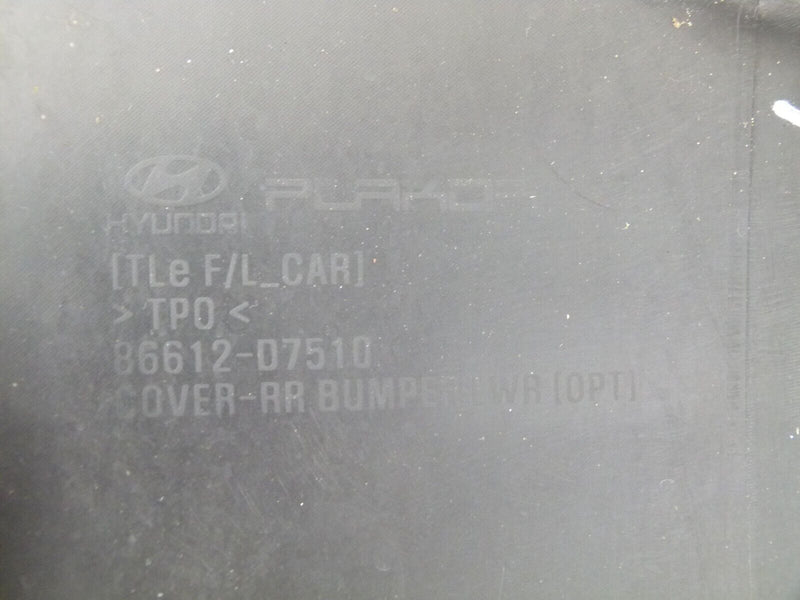 HYUNDAI PLAKOR
[TLe F/L_CAR]
> TPO <
86612-D7510
COVER-RR BUMPER LWR (OPT)